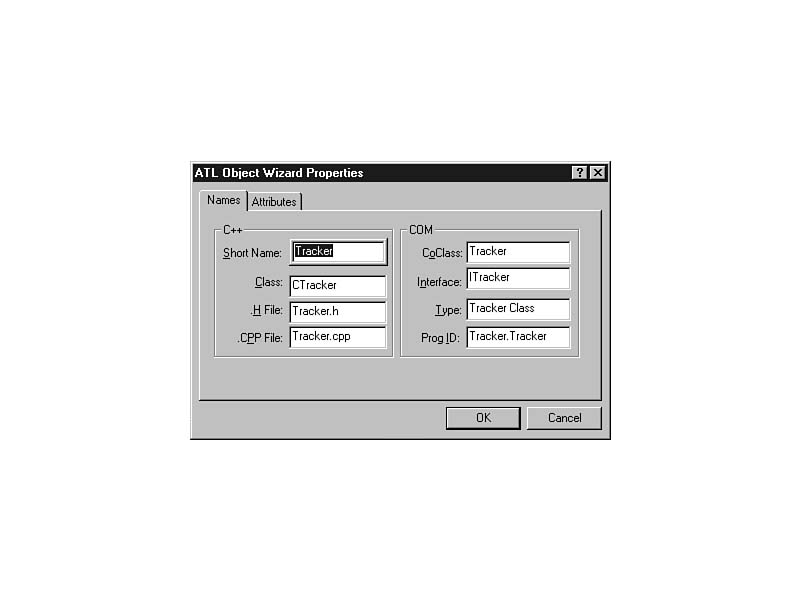 ATL Object Wizard Properties
Names Attributes
C++
Short Name: Tracker
Class: CTracker
.H File: Tracker.h
.CPP File: Tracker.cpp
COM
CoClass: Tracker
Interface: ITracker
Type: Tracker Class
Prog ID: Tracker.Tracker
OK Cancel